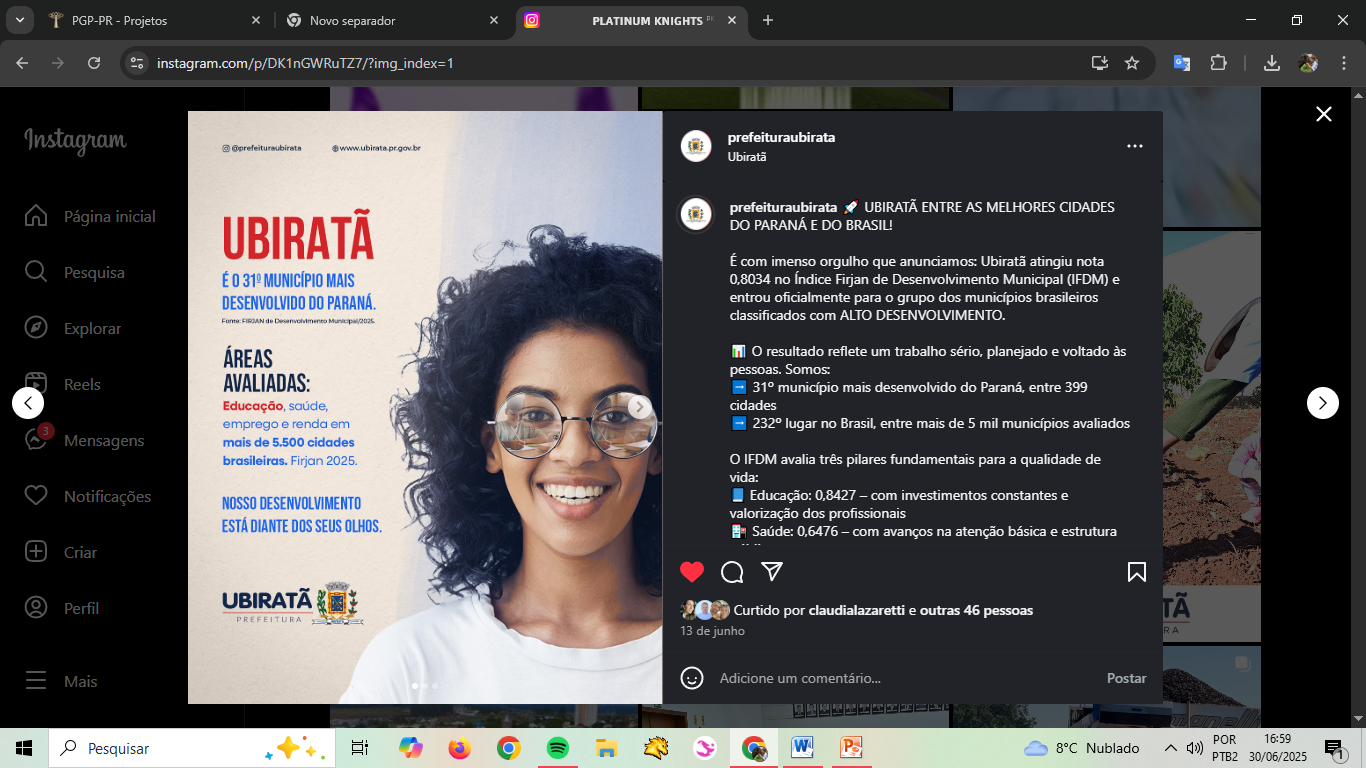 PGP-PR - Projetos
Novo separador
PLATINUM KNIGHTS
instagram.com/p/DK1nGWRuTZ7/?img_index=1
Instagram
Página inicial
Pesquisa
Explorar
Reels
3
Mensagens
Notificações
Criar
Perfil
Mais
@prefeituraubirata
www.ubirata.pr.gov.br
UBIRATÃ
É O 31º MUNICÍPIO MAIS
DESENVOLVIDO DO PARANÁ.
Fonte: FIRJAN de Desenvolvimento Municipal/2025.
ÁREAS
AVALIADAS:
Educação, saúde,
emprego e renda em
mais de 5.500 cidades
brasileiras. Firjan 2025.
NOSSO DESENVOLVIMENTO
ESTÁ DIANTE DOS SEUS OLHOS.
UBIRATÃ
PREFEITURA
prefeituraubirata
Ubiratã
prefeituraubirata 🚀 UBIRATÃ ENTRE AS MELHORES CIDADES
DO PARANÁ E DO BRASIL!
É com imenso orgulho que anunciamos: Ubiratã atingiu nota
0,8034 no Índice Firjan de Desenvolvimento Municipal (IFDM) e
entrou oficialmente para o grupo dos municípios brasileiros
classificados com ALTO DESENVOLVIMENTO.
📊 O resultado reflete um trabalho sério, planejado e voltado às
pessoas. Somos:
➡️ 31º município mais desenvolvido do Paraná, entre 399
cidades
➡️ 232º lugar no Brasil, entre mais de 5 mil municípios avaliados
O IFDM avalia três pilares fundamentais para a qualidade de
vida:
📘 Educação: 0,8427 – com investimentos constantes e
valorização dos profissionais
🏥 Saúde: 0,6476 – com avanços na atenção básica e estrutura
Curtido por claudialazaretti e outras 46 pessoas
13 de junho
Adicione um comentário...
Postar
Pesquisar
8°C Nublado
POR
PTB2
16:59
30/06/2025
1